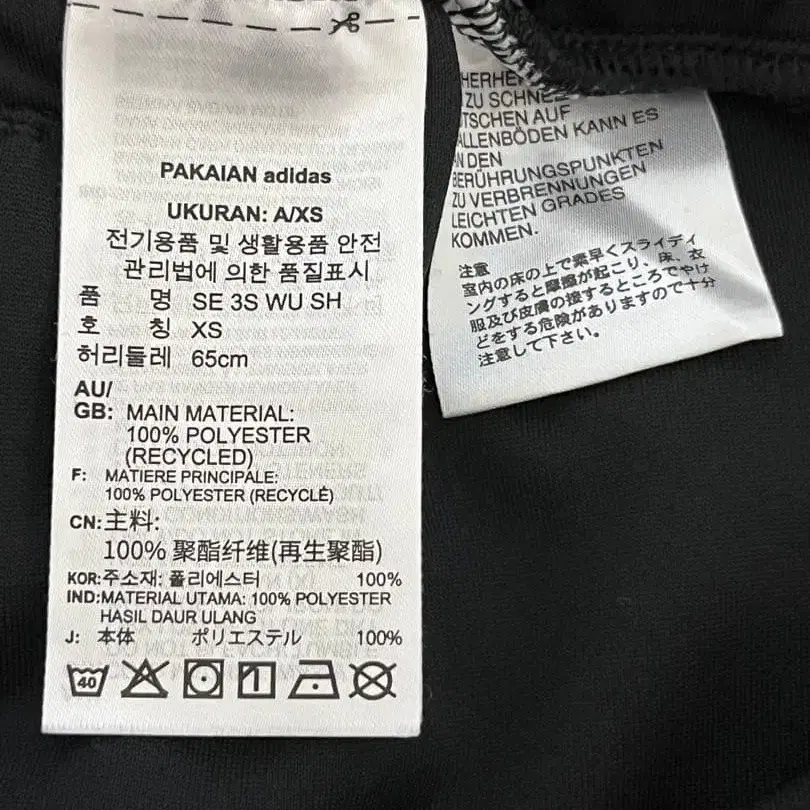 PAKAIAN adidas
UKURAN: A/XS
전기용품 및 생활용품 안전
관리법에 의한 품질표시
품 명 SE 3S WU SH
호 칭 XS
허리둘레 65cm
AU/
GB: MAIN MATERIAL:
100% POLYESTER
(RECYCLED)
F: MATIERE PRINCIPALE:
100% POLYESTER (RECYCLÉ)
CN:主料:
100% 聚酯纤维(再生聚酯)
KOR:주소재: 폴리에스터 100%
IND:MATERIAL UTAMA: 100% POLYESTER
HASIL DAUR ULANG
J: 本体 ポリエステル 100%
40
ZU
AUF
KANN ES
DEN
BERÜHRUNGSPUNKTEN
ZU VERBRENNUNGEN
LEICHTEN GRADES
KOMMEN.
注意
室内の床の上で素早くスライディ
ングすると摩擦が起こり、床、衣
服及び皮膚の接するところでやけ
どをする危険がありますので十分
注意して下さい。